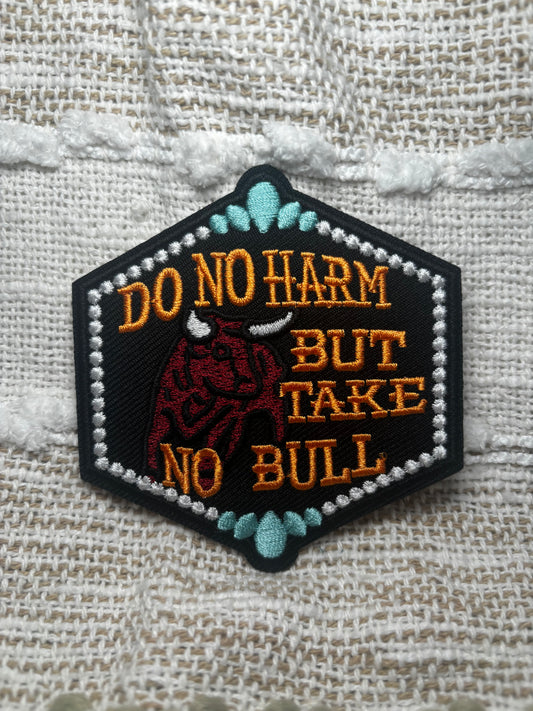 DO NO HARM
BUT
TAKE
NO BULL